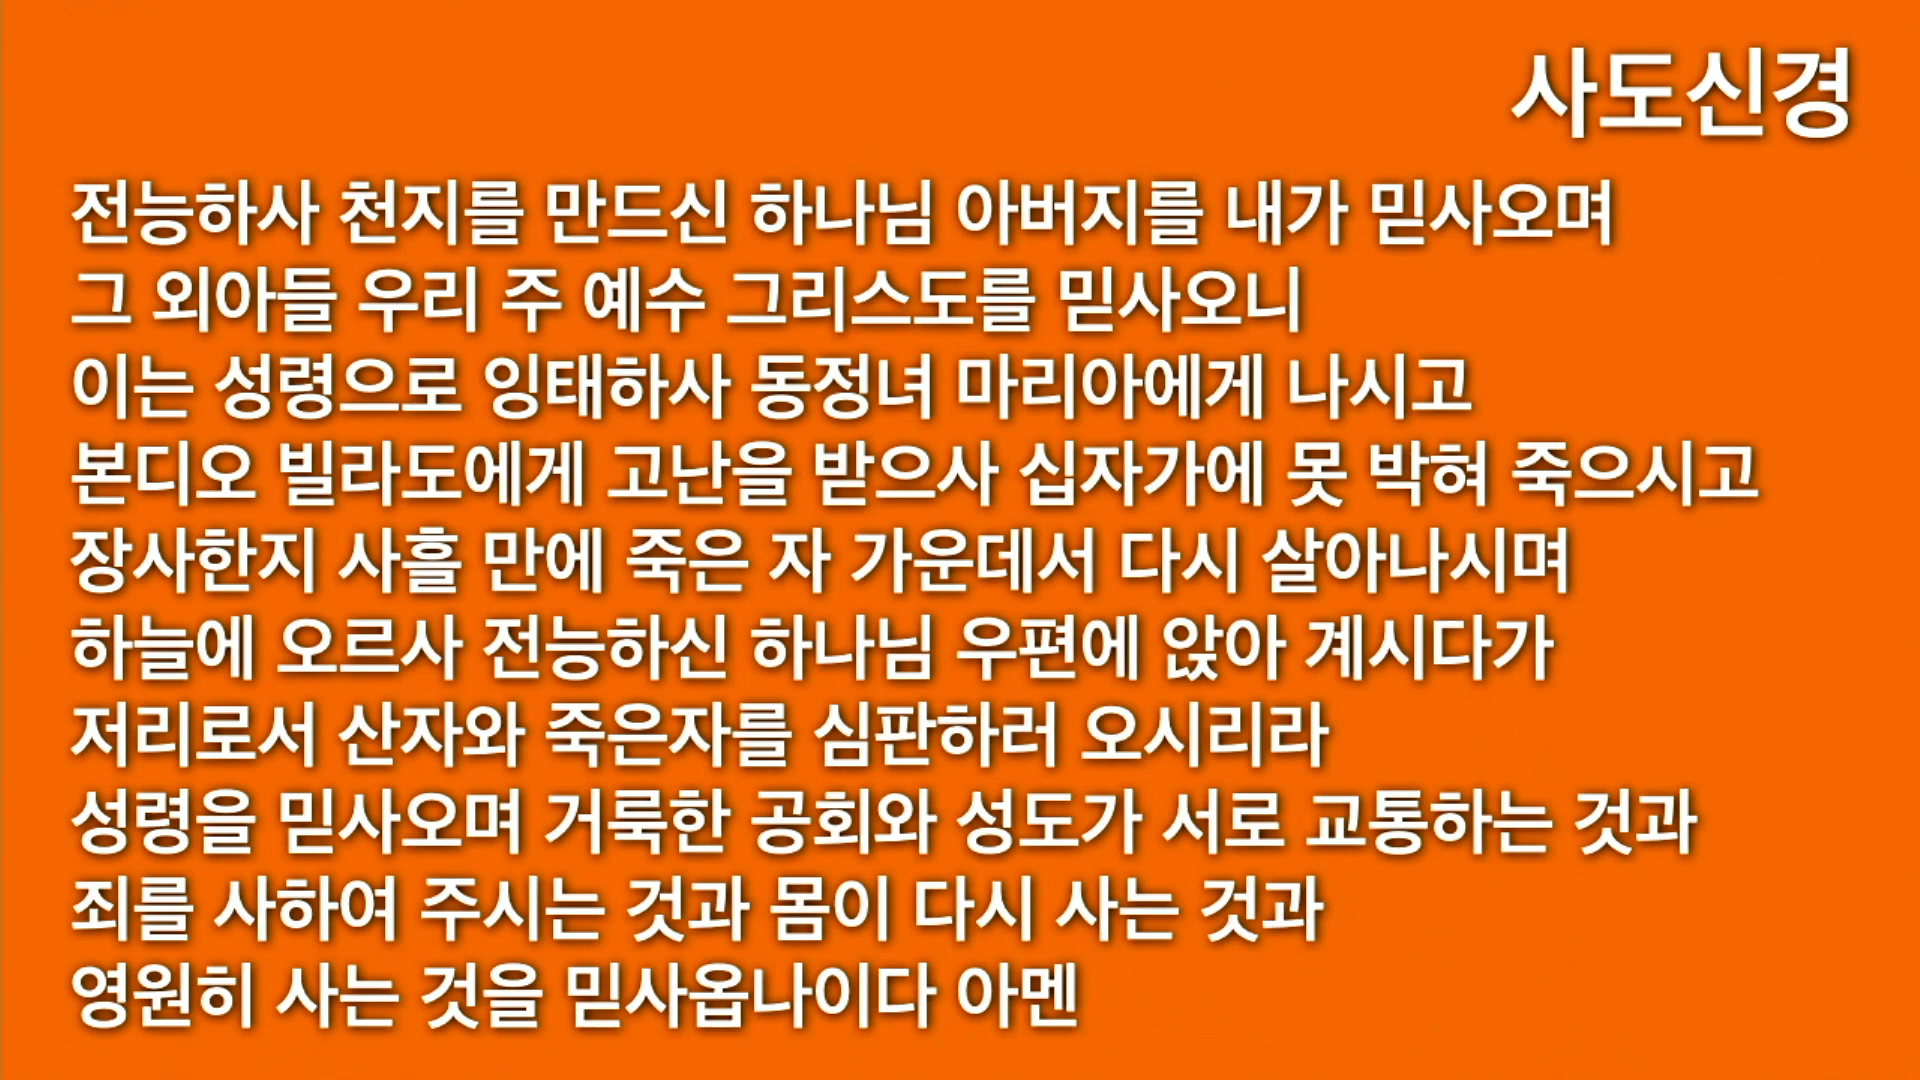 사도신경
전능하사 천지를 만드신 하나님 아버지를 내가 믿사오며
그 외아들 우리 주 예수 그리스도를 믿사오니
이는 성령으로 잉태하사 동정녀 마리아에게 나시고
본디오 빌라도에게 고난을 받으사 십자가에 못 박혀 죽으시고
장사한지 사흘 만에 죽은 자 가운데서 다시 살아나시며
하늘에 오르사 전능하신 하나님 우편에 앉아 계시다가
저리로서 산자와 죽은자를 심판하러 오시리라
성령을 믿사오며 거룩한 공회와 성도가 서로 교통하는 것과
죄를 사하여 주시는 것과 몸이 다시 사는 것과
영원히 사는 것을 믿사옵나이다 아멘